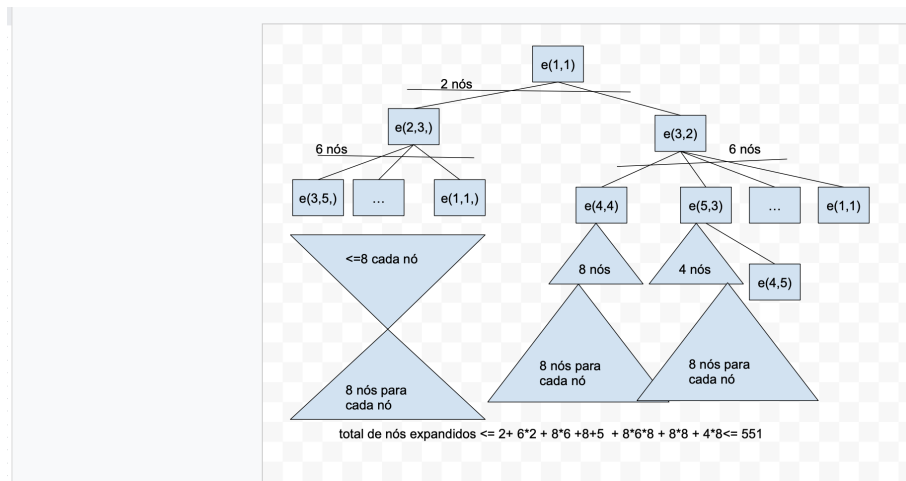 e(1,1)
2 nós
e(2,3,)
e(3,2)
6 nós
6 nós
e(3,5,)
...
e(1,1,)
e(4,4)
e(5,3)
...
e(1,1)
<=8 cada nó
8 nós
4 nós
e(4,5)
8 nós para
cada nó
8 nós para
cada nó
8 nós para
cada nó
total de nós expandidos <= 2+ 6*2 + 8*6 +8+5  + 8*6*8 + 8*8 + 4*8<= 551